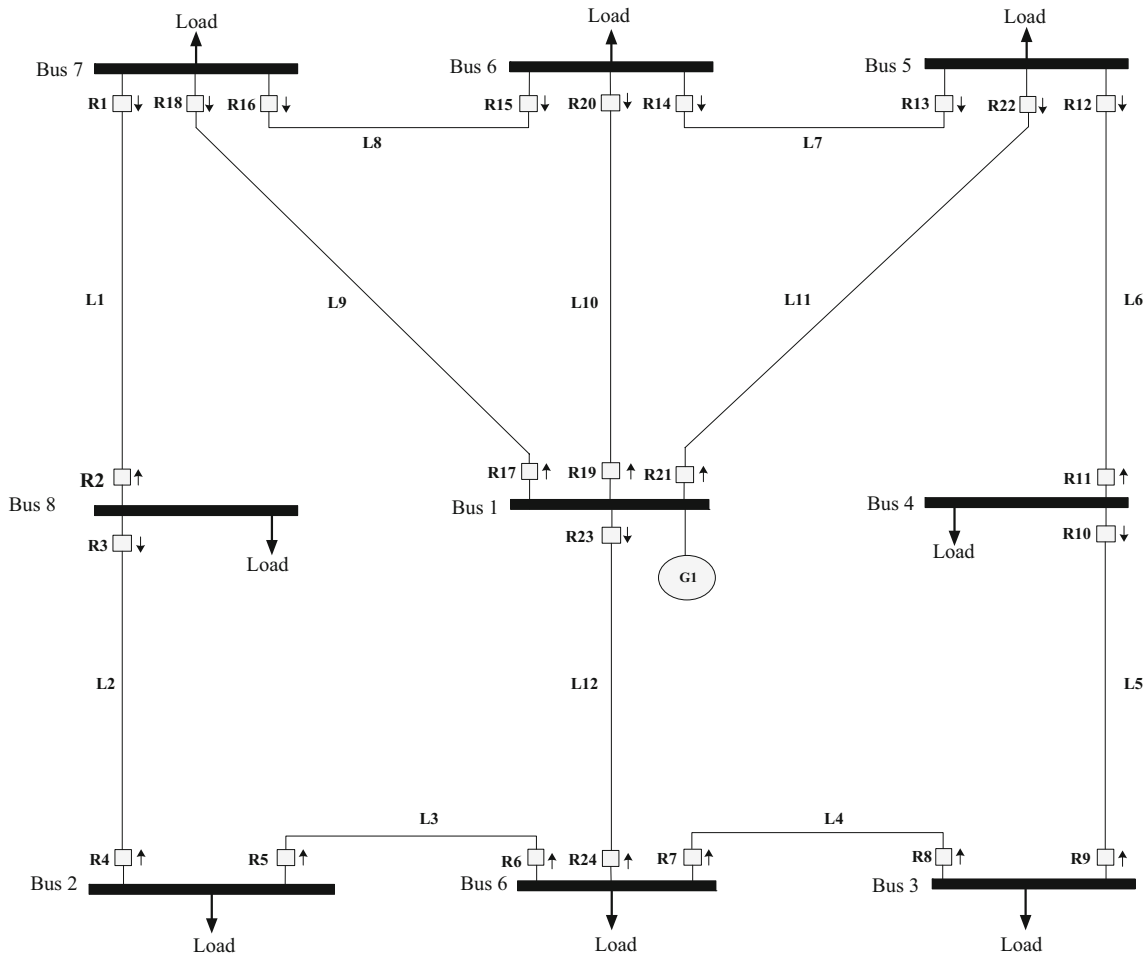 Load
Load
Load
Bus 7
Bus 6
Bus 5
R1
R18
R16
R15
R20
R14
R13
R22
R12
L8
L7
L1
L9
L10
L11
L6
R2
R17
R19
R21
R11
Bus 8
Bus 1
Bus 4
R3
R23
R10
Load
Load
G1
L2
L12
L5
L3
L4
R4
R5
R6
R24
R7
R8
R9
Bus 2
Bus 6
Bus 3
Load
Load
Load